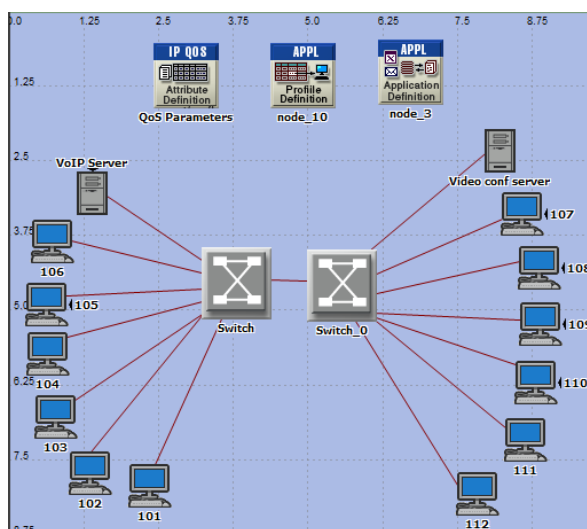 0.0 1.25 2.5 3.75 5.0 6.25 7.5 8.75
IP QOS
Attribute
Definition
QoS Parameters
APPL
Profile
Definition
node_10
APPL
Application
Definition
node_3
1.25
2.5
VoIP Server
Video conf server
107
3.75
106
108
105
5.0
Switch
Switch_0
109
104
6.25
110
103
111
7.5
102
101
112
8.75